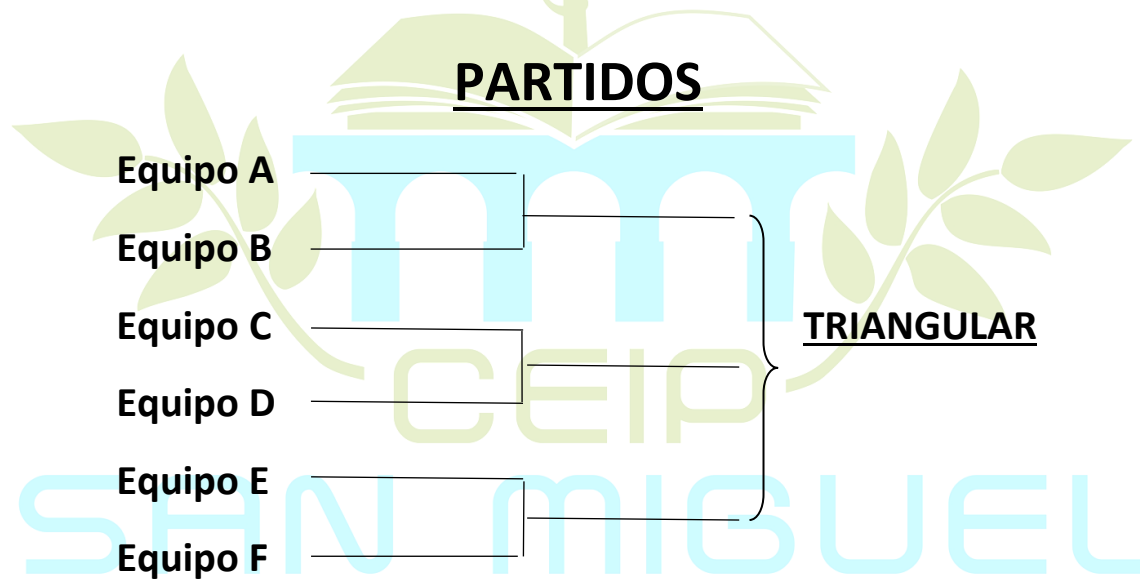 PARTIDOS
Equipo A
Equipo B
Equipo C
TRIANGULAR
Equipo D
CEIP
Equipo E
SAN MIGUEL
Equipo F